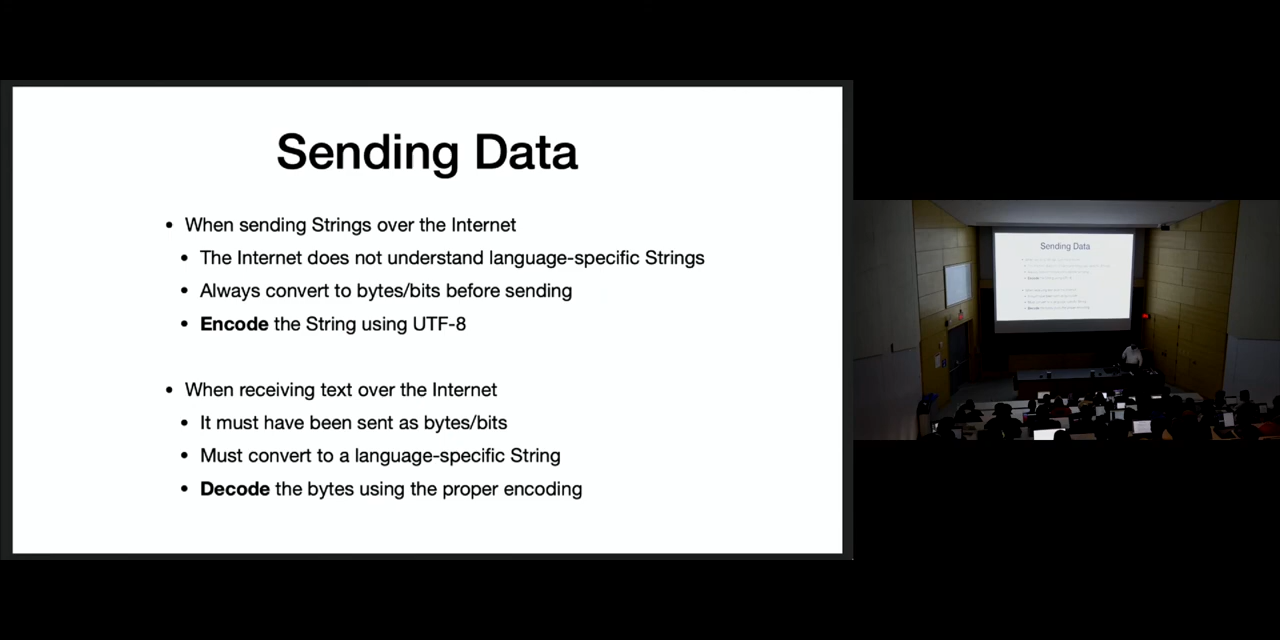 Sending Data
• When sending Strings over the Internet
• The Internet does not understand language-specific Strings
• Always convert to bytes/bits before sending
• Encode the String using UTF-8
• When receiving text over the Internet
• It must have been sent as bytes/bits
• Must convert to a language-specific String
• Decode the bytes using the proper encoding
Sending Data